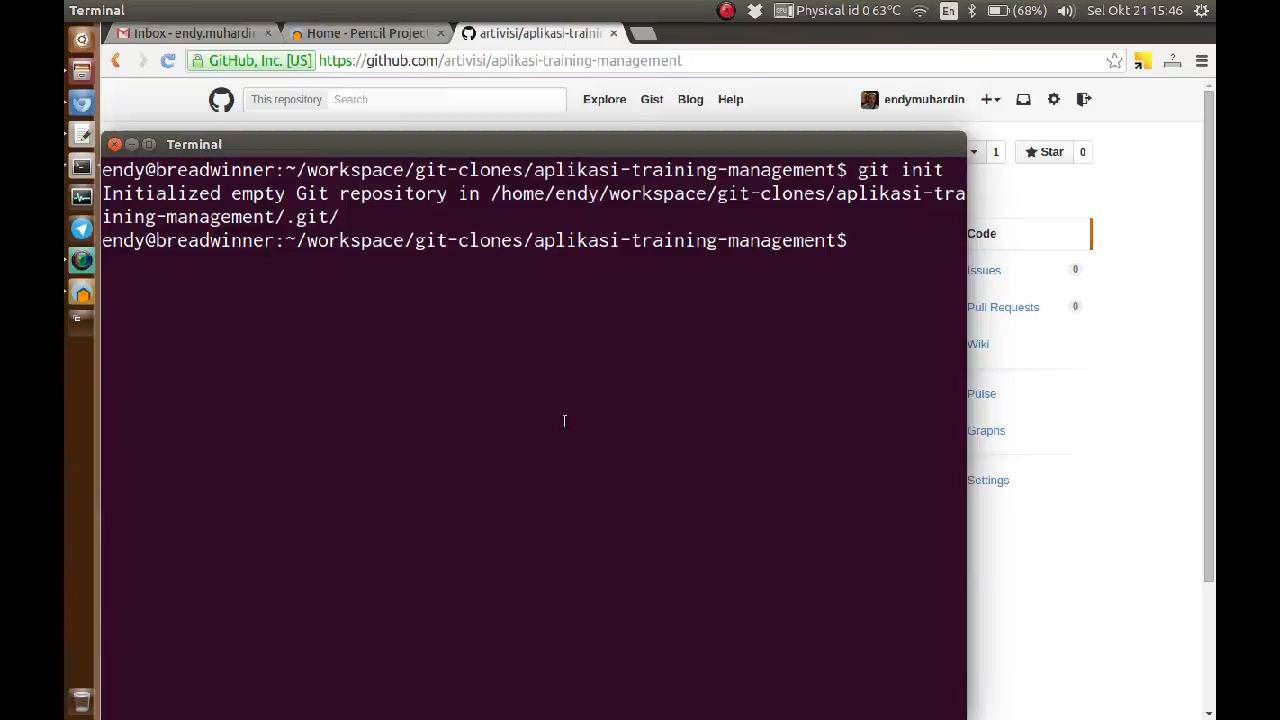 Terminal
Physical id 0 63°C
En
(68%)
Sel Okt 21 15:46
Inbox - endy.muhardin
Home - Pencil Project
artivisi/aplikasi-trainin
GitHub, Inc. [US]
https://github.com/artivisi/aplikasi-training-management
This repository
Search
Explore
Gist
Blog
Help
endymuhardin
1
Star
0
Terminal
endy@breadwinner:~/workspace/git-clones/aplikasi-training-management$ git init
Initialized empty Git repository in /home/endy/workspace/git-clones/aplikasi-tra
ining-management/.git/
endy@breadwinner:~/workspace/git-clones/aplikasi-training-management$
Code
Issues
0
Pull Requests
0
Wiki
Pulse
Graphs
Settings